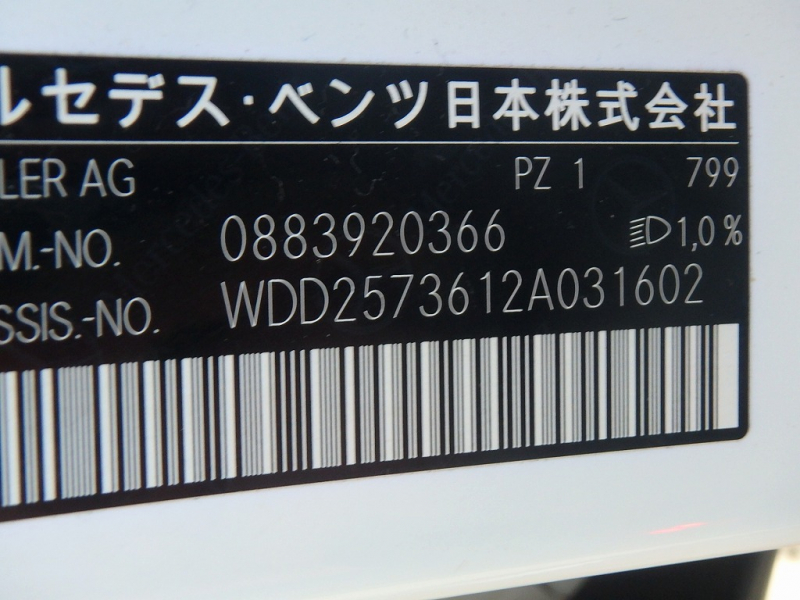 ルセデス・ベンツ日本株式会社
LER AG PZ 1 799
M.-NO. 0883920366 1,0%
SSIS.-NO. WDD2573612A031602